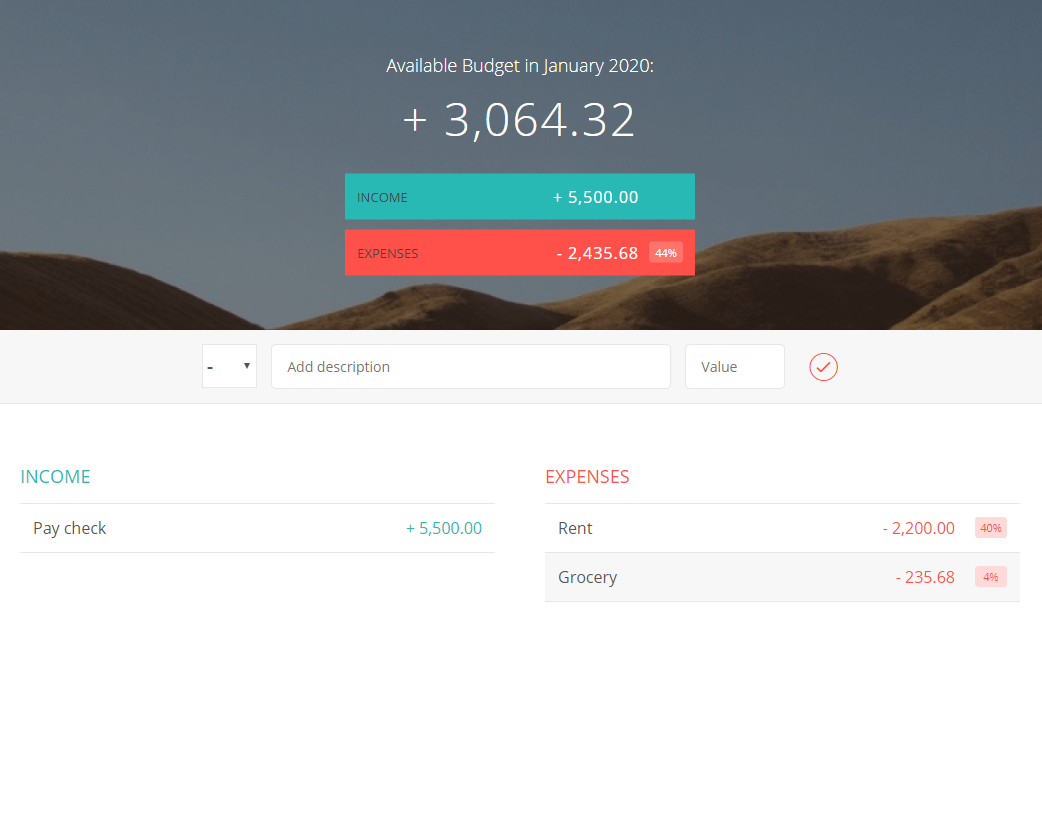 Available Budget in January 2020:
+ 3,064.32
INCOME + 5,500.00
EXPENSES - 2,435.68 44%
- Add description Value
INCOME
Pay check + 5,500.00
EXPENSES
Rent - 2,200.00 40%
Grocery - 235.68 4%